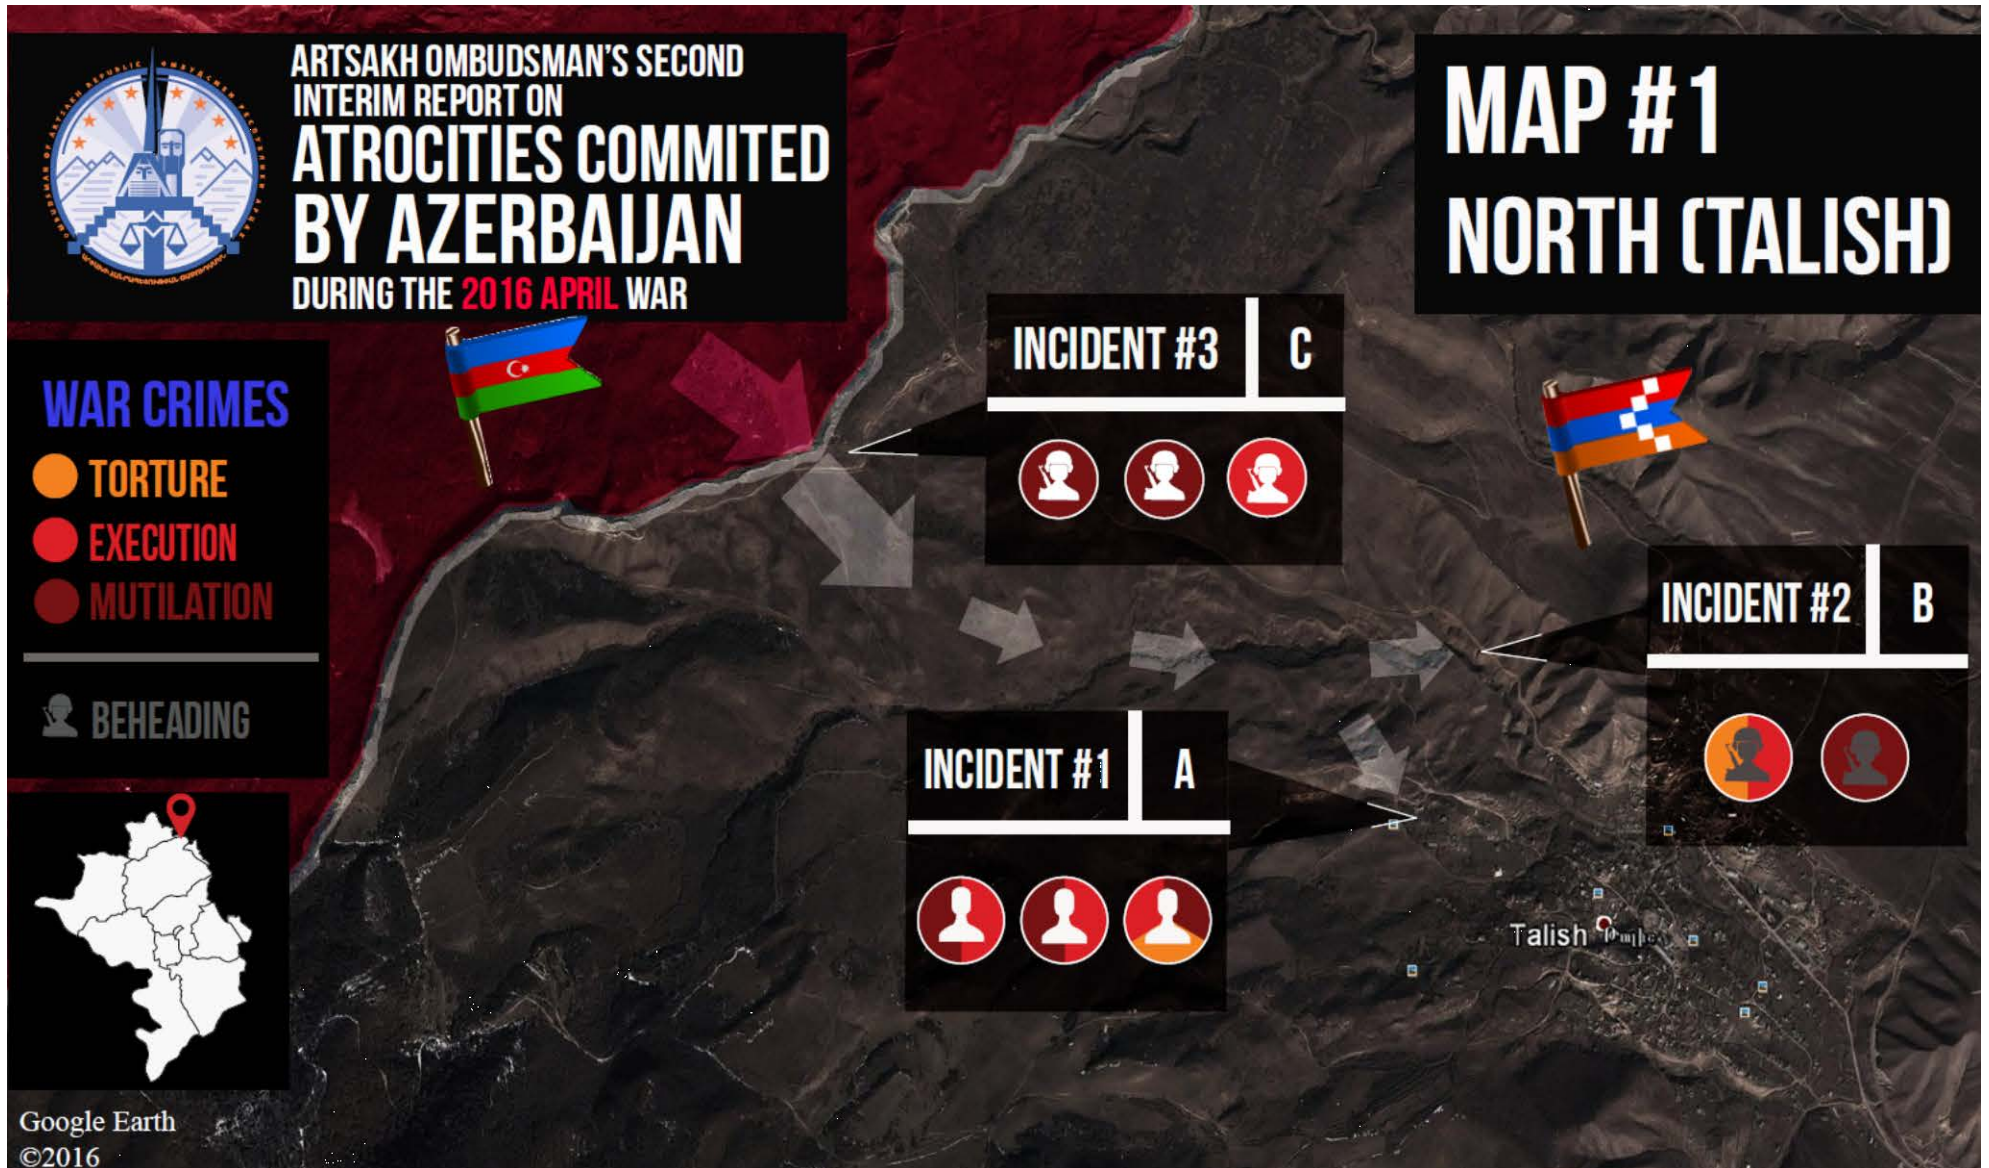 ARTSAKH OMBUDSMAN'S SECOND
INTERIM REPORT ON
ATROCITIES COMMITED
BY AZERBAIJAN
DURING THE 2016 APRIL WAR
MAP #1
NORTH (TALISH)
WAR CRIMES
TORTURE
EXECUTION
MUTILATION
BEHEADING
INCIDENT #3
C
INCIDENT #2
B
INCIDENT #1
A
Talish
Google Earth
©2016